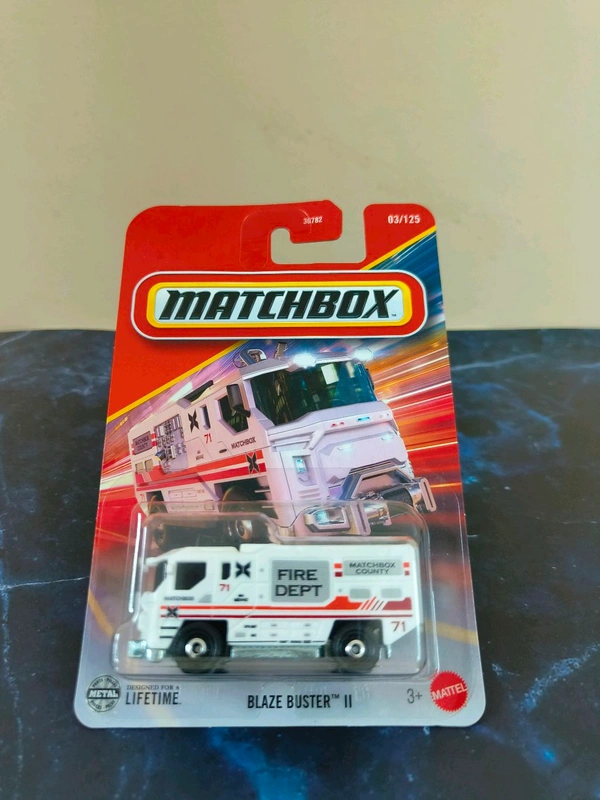 30782
03/125
MATCHBOX™
71
MATCHBOX
FIRE
DEPT
MATCHBOX
COUNTY
71
71
METAL
DESIGNED FOR A
LIFETIME.
BLAZE BUSTER™ II
3+
MATTEL